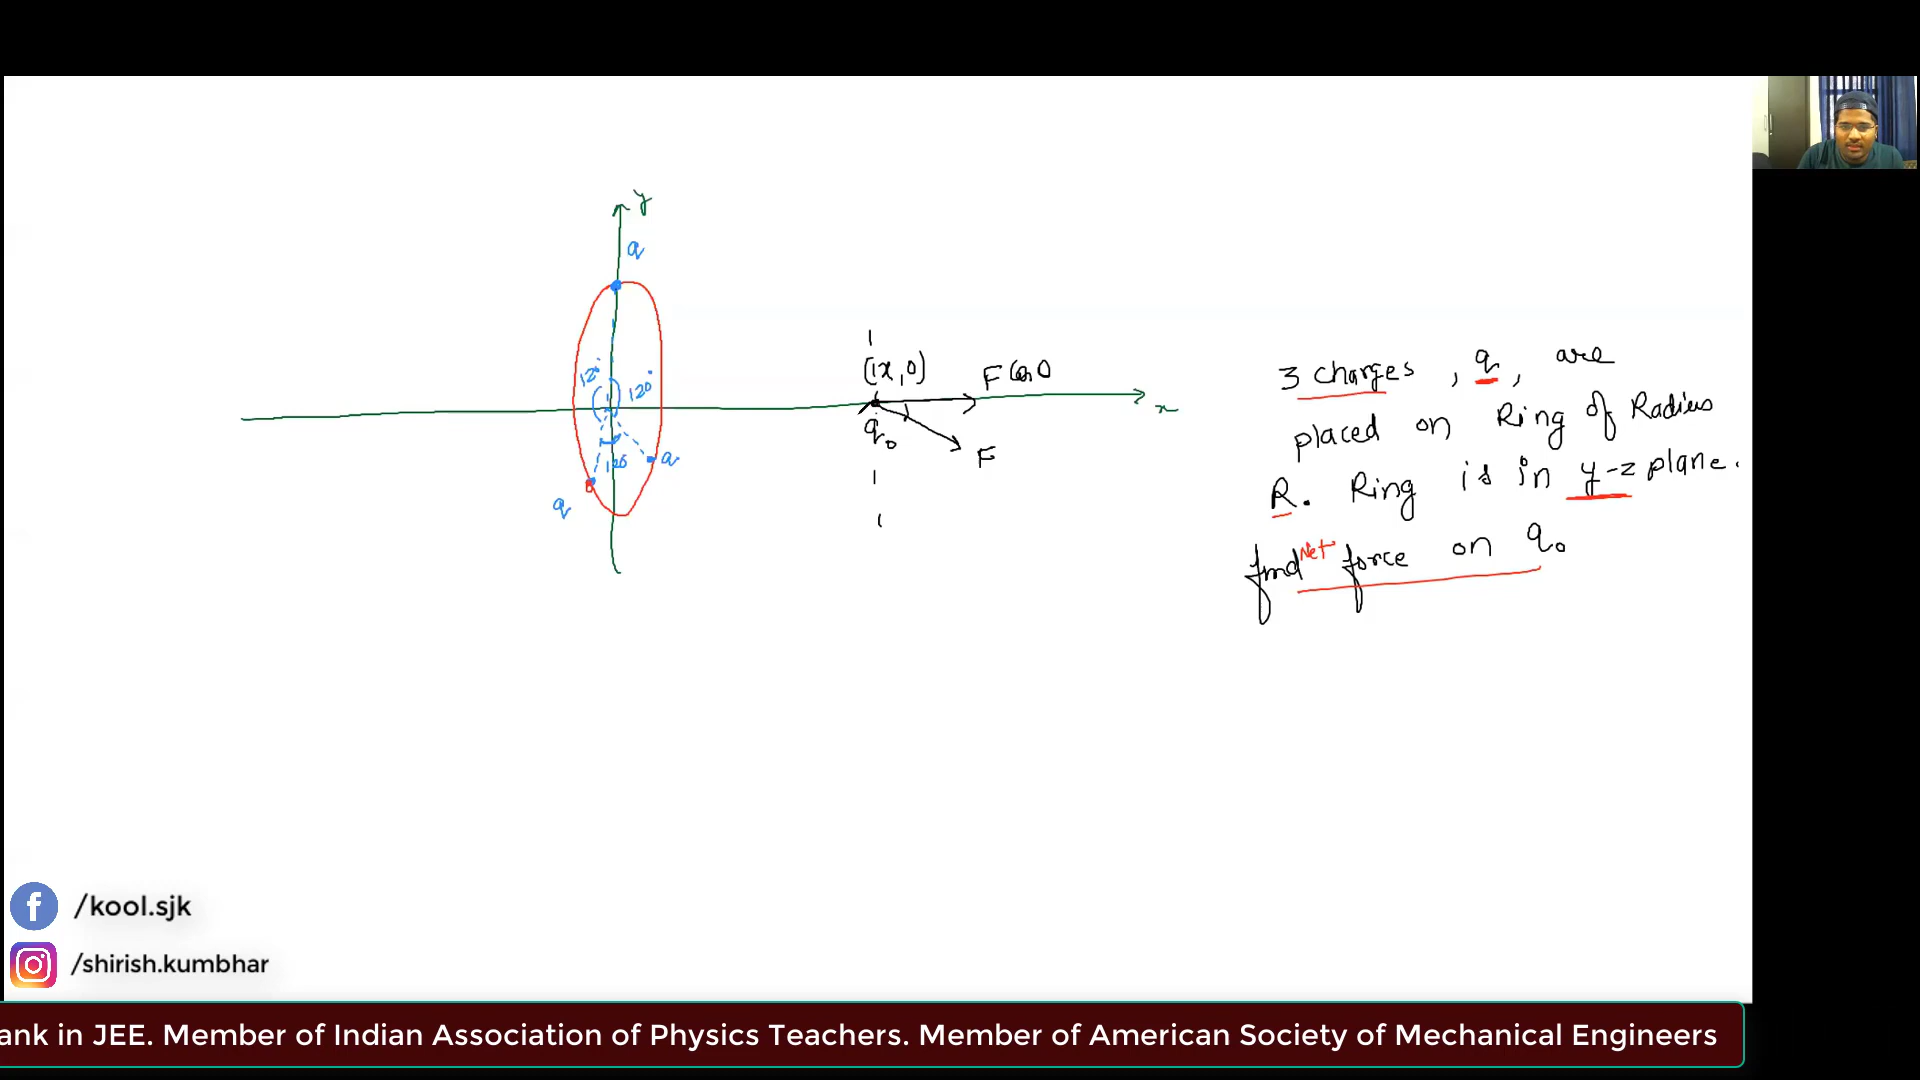 y
q
120°
120°
120
q
q
(x,0)
F Cosθ
x
q₀
F
3 charges , q , are
placed on Ring of Radius
R. Ring is in y-z plane.
find Net force on q₀
/kool.sjk
/shirish.kumbhar
ank in JEE. Member of Indian Association of Physics Teachers. Member of American Society of Mechanical Engineers